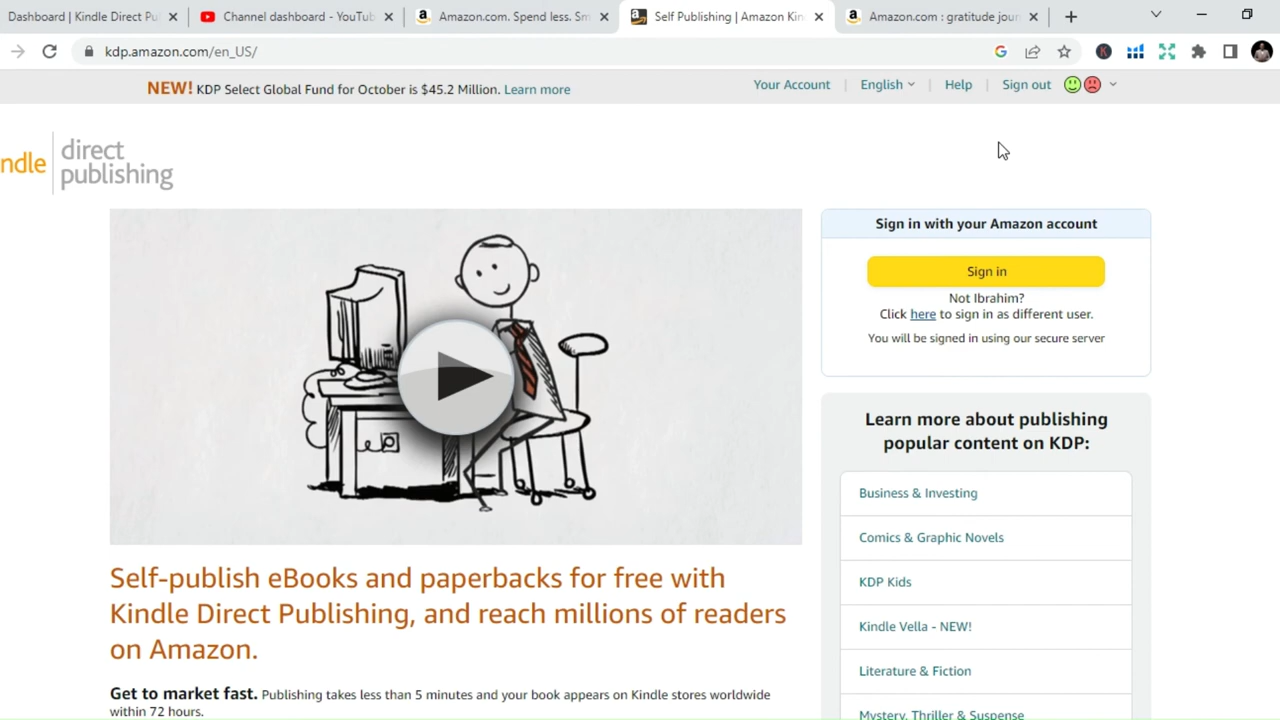 Dashboard | Kindle Direct Pu
Channel dashboard - YouTub
Amazon.com. Spend less. Sm
Self Publishing | Amazon Kin
Amazon.com : gratitude jour
kdp.amazon.com/en_US/
NEW! KDP Select Global Fund for October is $45.2 Million. Learn more
Your Account
English
Help
Sign out
ndle
direct
publishing
Sign in with your Amazon account
Sign in
Not Ibrahim?
Click here to sign in as different user.
You will be signed in using our secure server
Learn more about publishing
popular content on KDP:
Business & Investing
Comics & Graphic Novels
KDP Kids
Kindle Vella - NEW!
Literature & Fiction
Mystery, Thriller & Suspense
Self-publish eBooks and paperbacks for free with
Kindle Direct Publishing, and reach millions of readers
on Amazon.
Get to market fast. Publishing takes less than 5 minutes and your book appears on Kindle stores worldwide
within 72 hours.